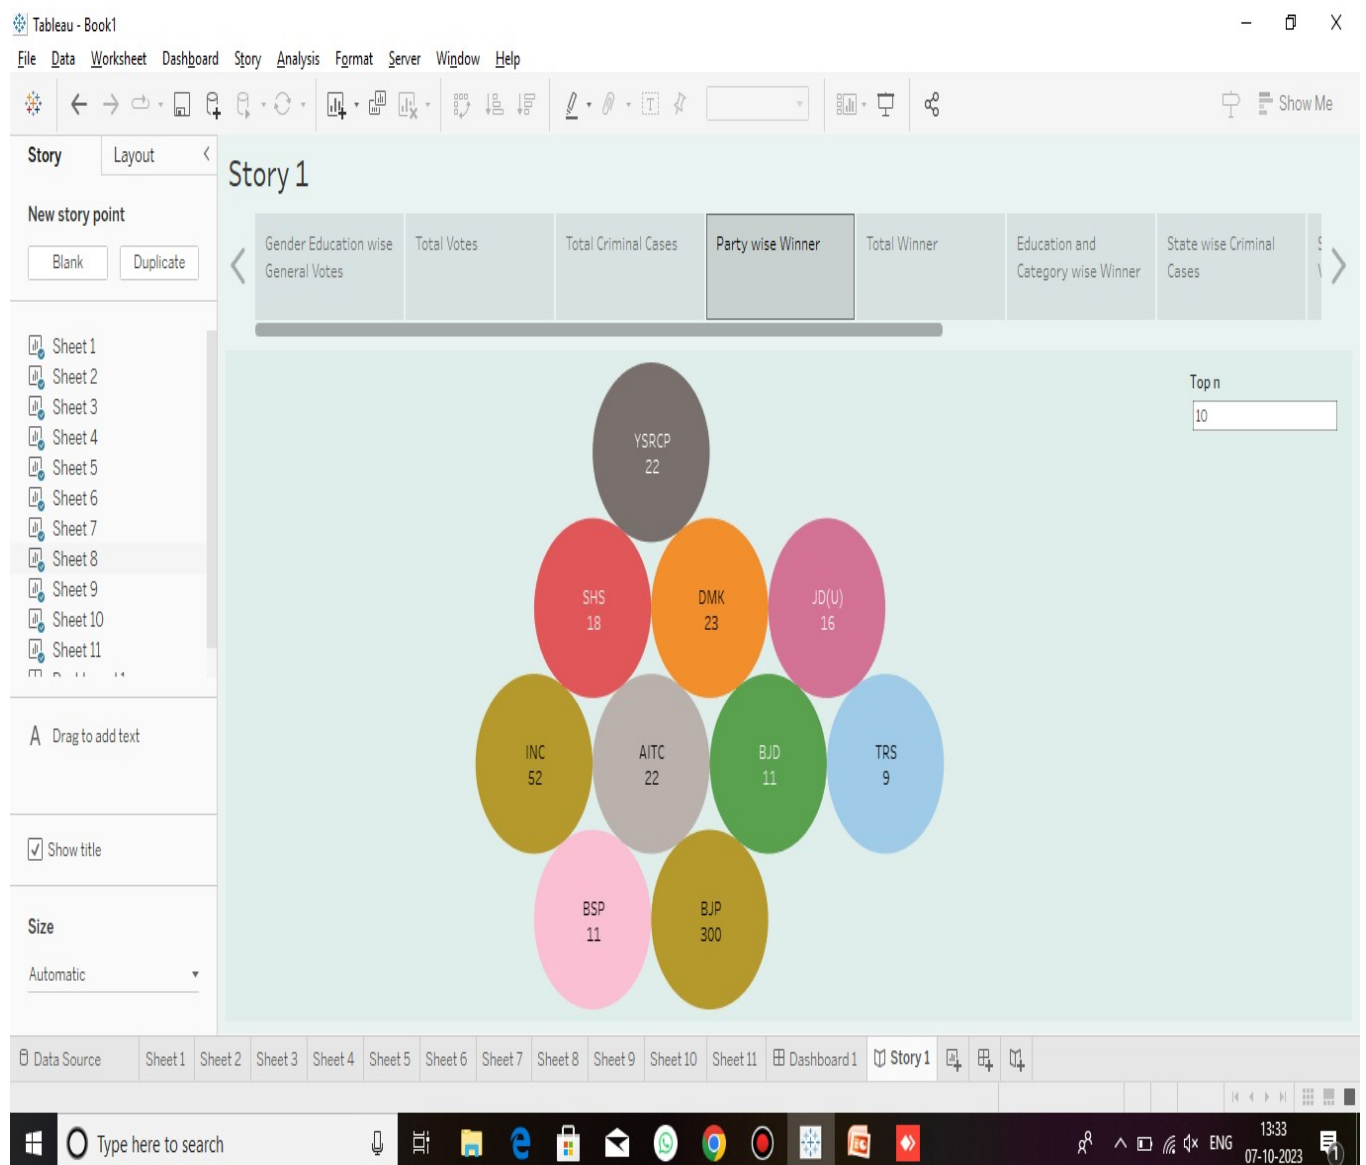 Tableau - Book1
File Data Worksheet Dashboard Story Analysis Format Server Window Help
Show Me
Story Layout
New story point
Blank Duplicate
Sheet 1
Sheet 2
Sheet 3
Sheet 4
Sheet 5
Sheet 6
Sheet 7
Sheet 8
Sheet 9
Sheet 10
Sheet 11
A Drag to add text
Show title
Size
Automatic
Story 1
Gender Education wise
General Votes
Total Votes
Total Criminal Cases
Party wise Winner
Total Winner
Education and
Category wise Winner
State wise Criminal
Cases
Top n
10
YSRCP
22
SHS
18
DMK
23
JD(U)
16
INC
52
AITC
22
BJD
11
TRS
9
BSP
11
BJP
300
Data Source Sheet 1 Sheet 2 Sheet 3 Sheet 4 Sheet 5 Sheet 6 Sheet 7 Sheet 8 Sheet 9 Sheet 10 Sheet 11 Dashboard 1 Story 1
Type here to search
ENG
13:33
07-10-2023
1